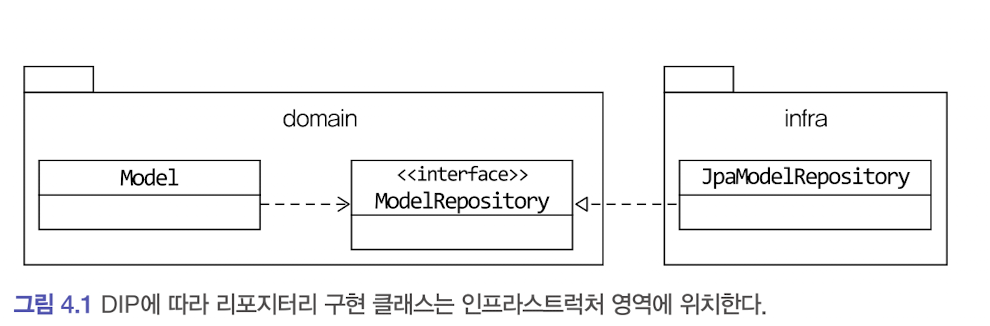 domain
infra
Model
<<interface>>
ModelRepository
JpaModelRepository
그림 4.1 DIP에 따라 리포지터리 구현 클래스는 인프라스트럭처 영역에 위치한다.